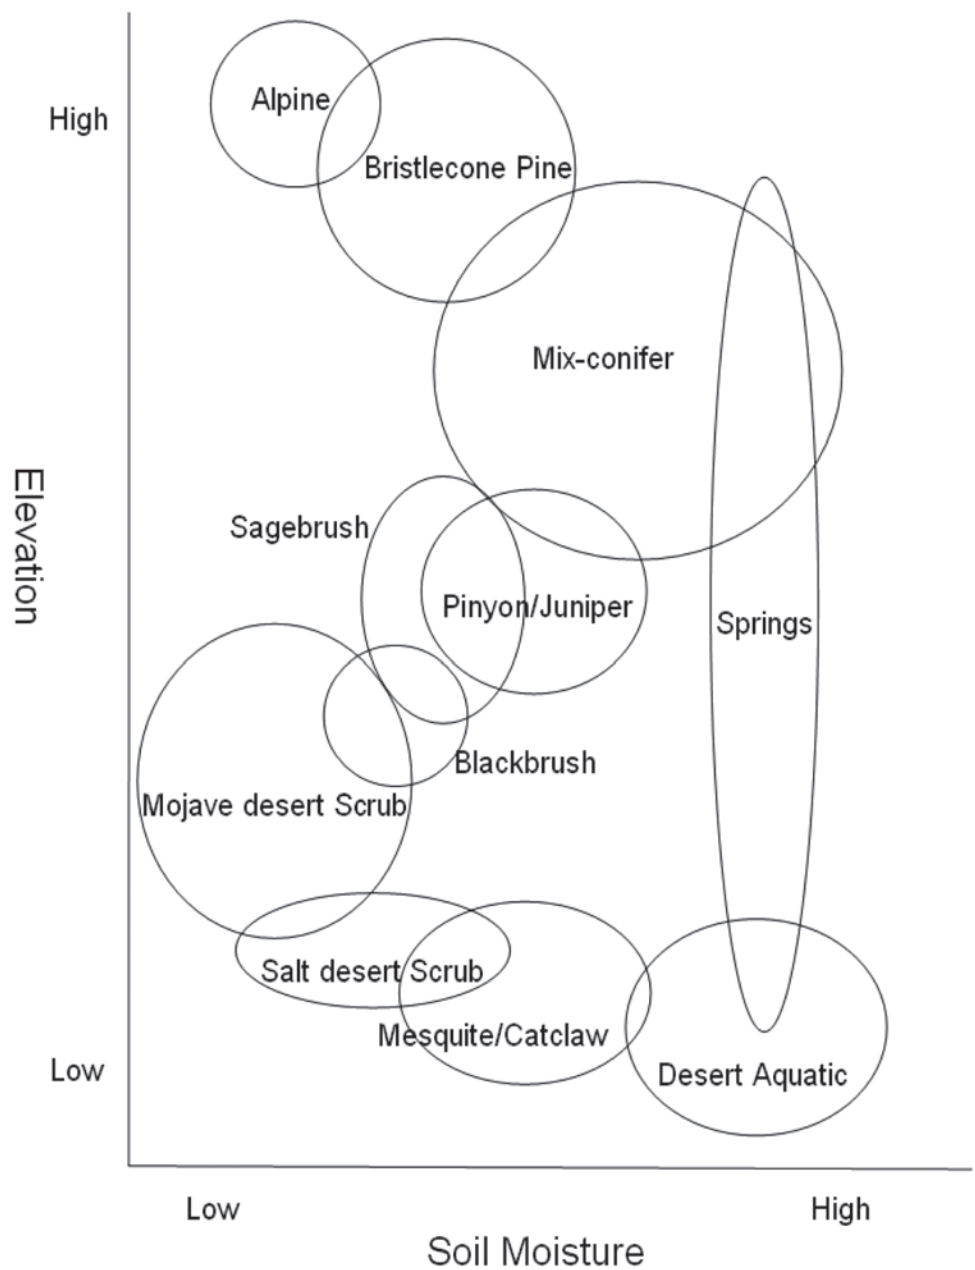 Alpine
High
Bristlecone Pine
Mix-conifer
Elevation
Sagebrush
Pinyon/Juniper
Springs
Blackbrush
Mojave desert Scrub
Salt desert Scrub
Mesquite/Catclaw
Low
Desert Aquatic
Low
High
Soil Moisture